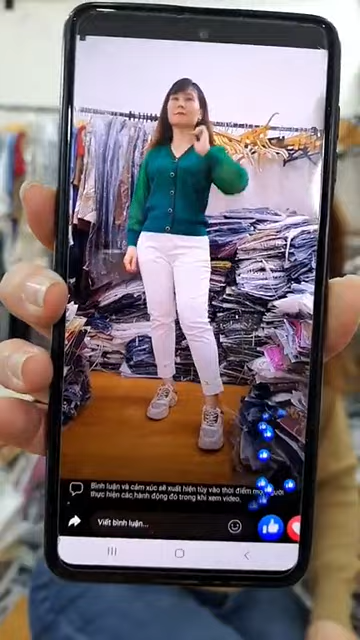 Bình luận và cảm xúc sẽ xuất hiện tùy vào thời điểm mọi người
thực hiện các hành động đó trong khi xem video.
Viết bình luận...